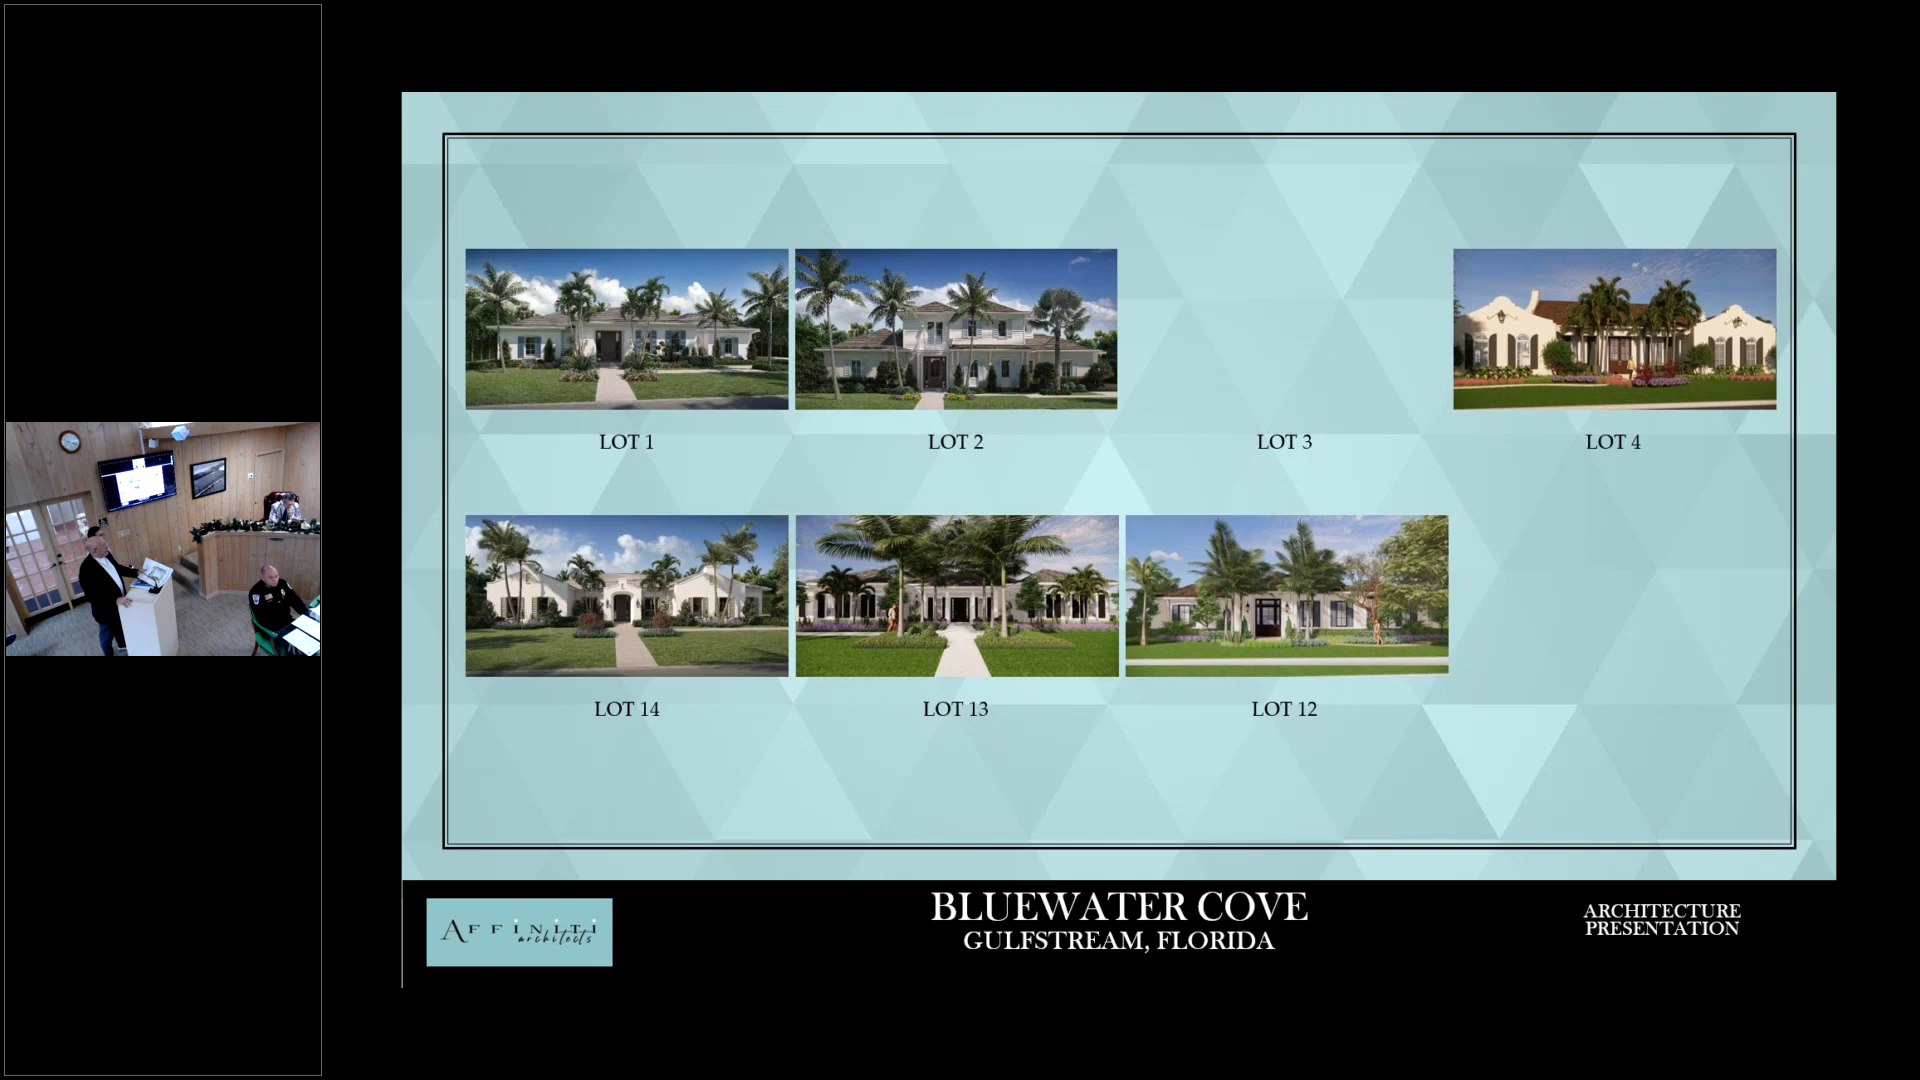 LOT 1
LOT 2
LOT 3
LOT 4
LOT 14
LOT 13
LOT 12
AFFINITI
architects
BLUEWATER COVE
GULFSTREAM, FLORIDA
ARCHITECTURE
PRESENTATION